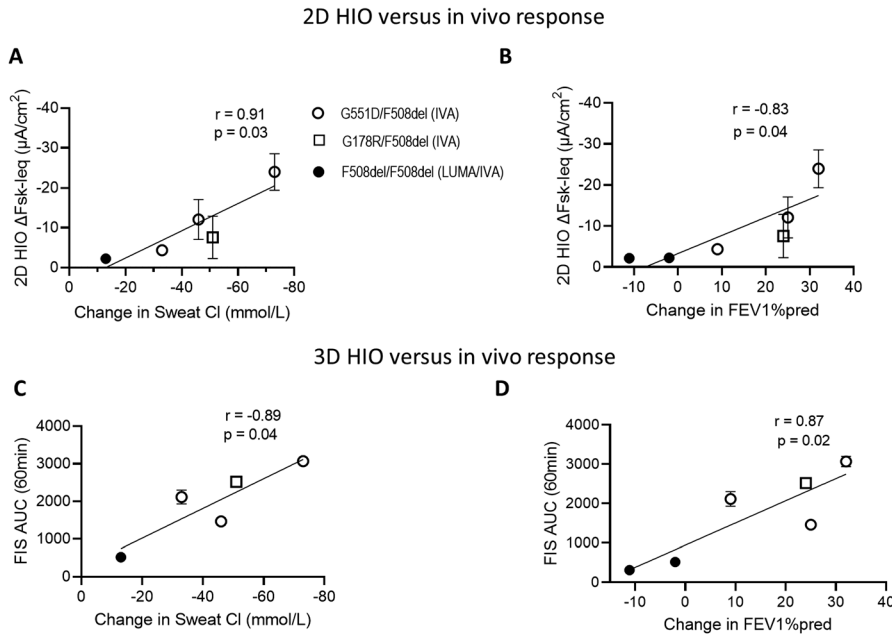 2D HIO versus in vivo response
A
2D HIO ΔFsk-Ieq (µA/cm²)
-40
-30
-20
-10
0
0
-20
-40
-60
-80
Change in Sweat Cl (mmol/L)
r = 0.91
p = 0.03
G551D/F508del (IVA)
G178R/F508del (IVA)
F508del/F508del (LUMA/IVA)
B
2D HIO ΔFsk-Ieq (µA/cm²)
-40
-30
-20
-10
0
-10
0
10
20
30
40
Change in FEV1%pred
r = -0.83
p = 0.04
3D HIO versus in vivo response
C
FIS AUC (60min)
4000
3000
2000
1000
0
0
-20
-40
-60
-80
Change in Sweat Cl (mmol/L)
r = -0.89
p = 0.04
D
FIS AUC (60min)
4000
3000
2000
1000
0
-10
0
10
20
30
40
Change in FEV1%pred
r = 0.87
p = 0.02